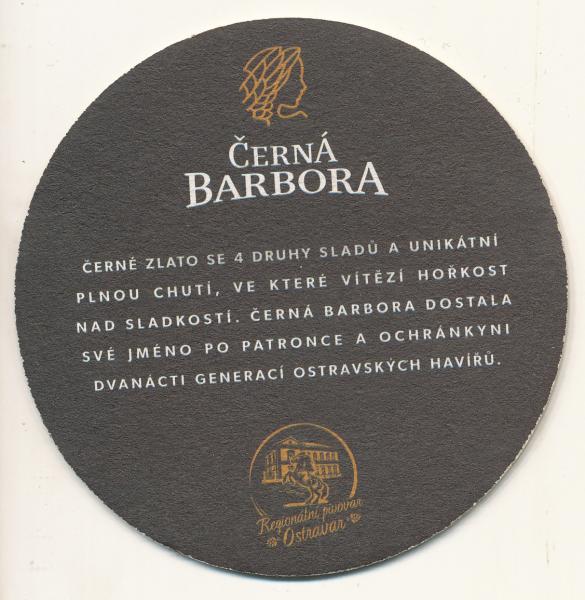 ČERNÁ
BARBORA
ČERNÉ ZLATO SE 4 DRUHY SLADŮ A UNIKÁTNÍ
PLNOU CHUTÍ, VE KTERÉ VÍTĚZÍ HOŘKOST
NAD SLADKOSTÍ. ČERNÁ BARBORA DOSTALA
SVÉ JMÉNO PO PATRONCE A OCHRÁNKYNI
DVANÁCTI GENERACÍ OSTRAVSKÝCH HAVÍŘŮ.
Regionální pivovar
Ostravar